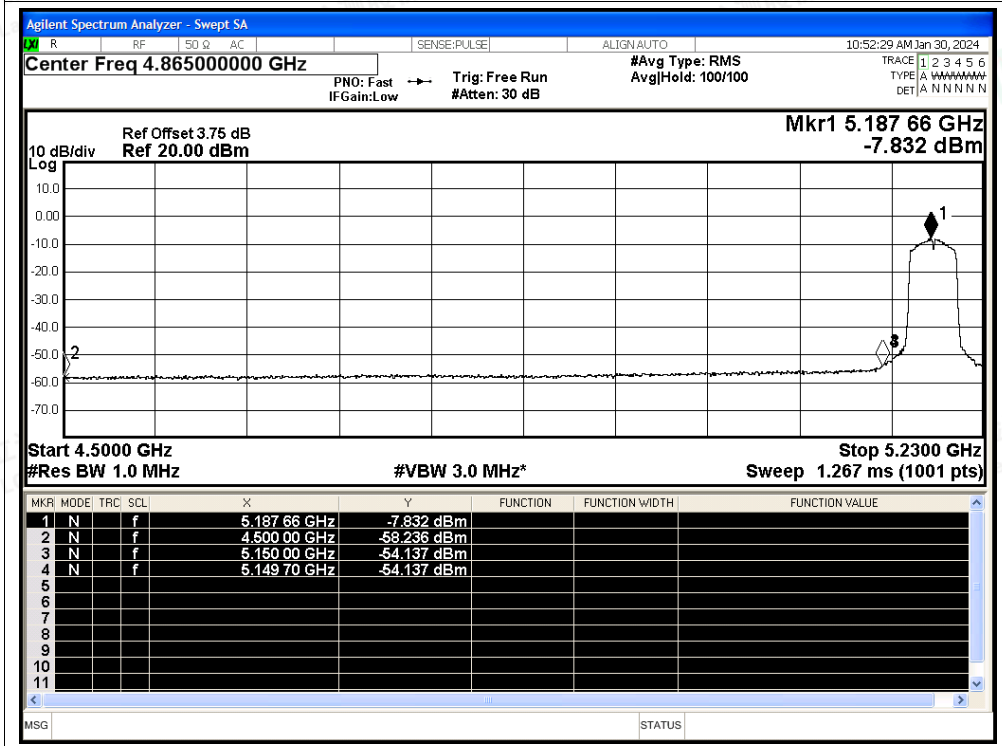 Agilent Spectrum Analyzer - Swept SA
LXI R RF 50 Ω AC SENSE:PULSE ALIGN AUTO 10:52:29 AM Jan 30, 2024
Center Freq 4.865000000 GHz
PNO: Fast
IFGain:Low
Trig: Free Run
#Atten: 30 dB
#Avg Type: RMS
Avg|Hold: 100/100
TRACE 1 2 3 4 5 6
TYPE A WWWWW
DET A N N N N N
Mkr1 5.187 66 GHz
-7.832 dBm
Ref Offset 3.75 dB
10 dB/div Ref 20.00 dBm
Log
10.0
0.00
-10.0
-20.0
-30.0
-40.0
-50.0
-60.0
-70.0
1
2
3
Start 4.5000 GHz Stop 5.2300 GHz
#Res BW 1.0 MHz #VBW 3.0 MHz* Sweep 1.267 ms (1001 pts)
MKR MODE TRC SCL X Y FUNCTION FUNCTION WIDTH FUNCTION VALUE
1 N f 5.187 66 GHz -7.832 dBm
2 N f 4.500 00 GHz -58.236 dBm
3 N f 5.150 00 GHz -54.137 dBm
4 N f 5.149 70 GHz -54.137 dBm
5
6
7
8
9
10
11
MSG STATUS